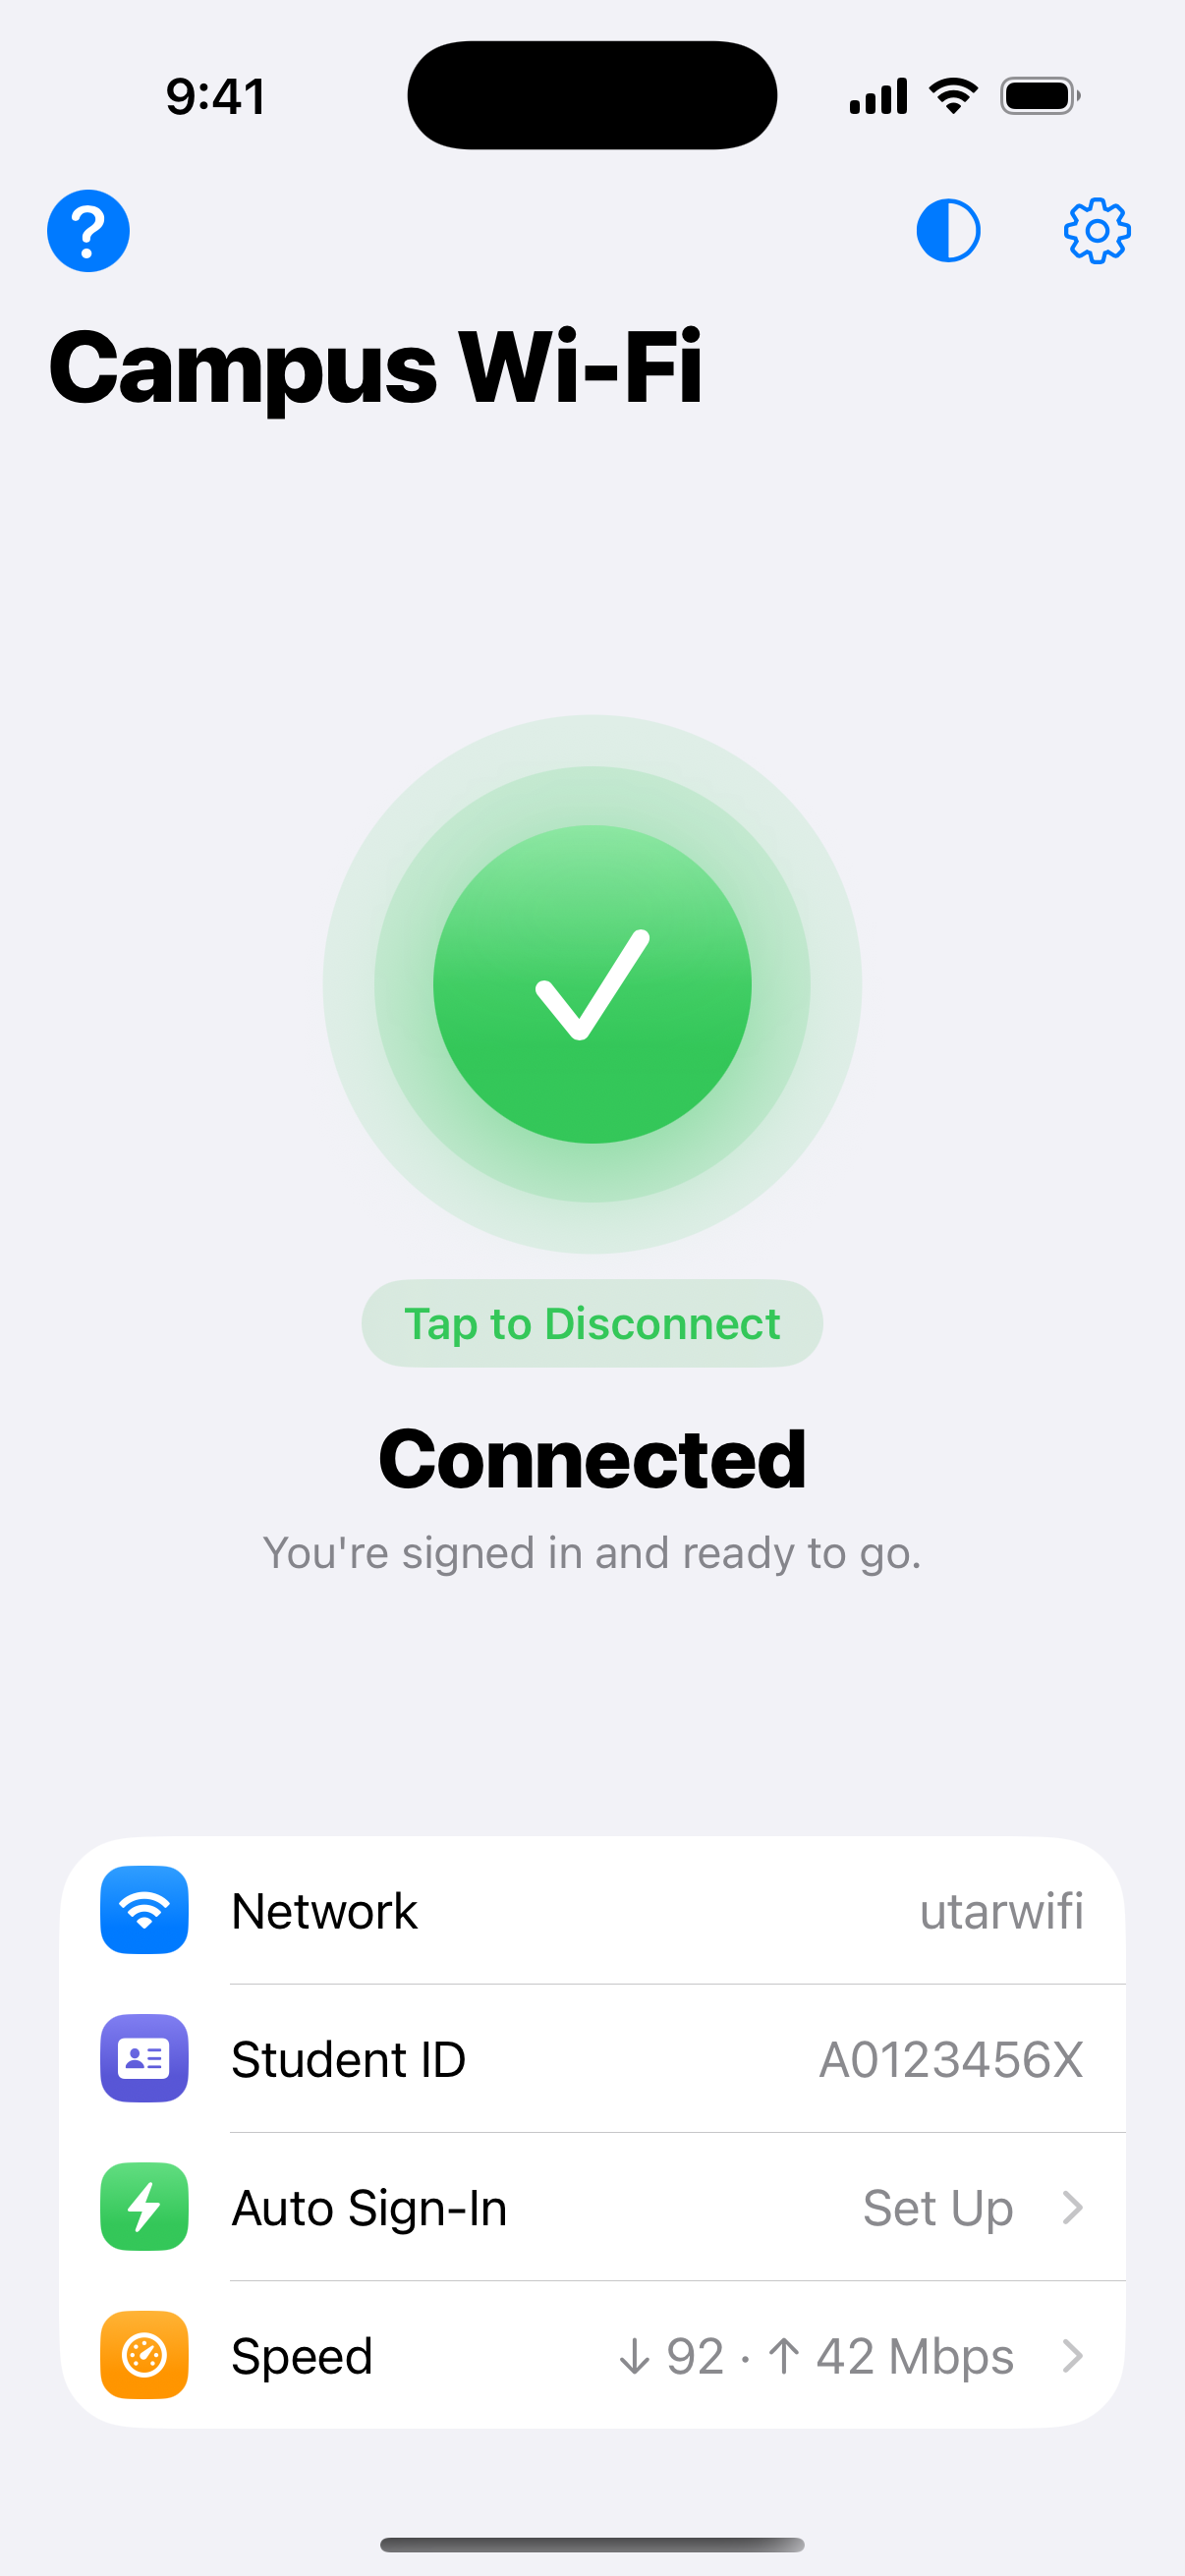 9:41
Campus Wi-Fi
Tap to Disconnect
Connected
You're signed in and ready to go.
Network utarwifi
Student ID A0123456X
Auto Sign-In Set Up
Speed ↓ 92 · ↑ 42 Mbps